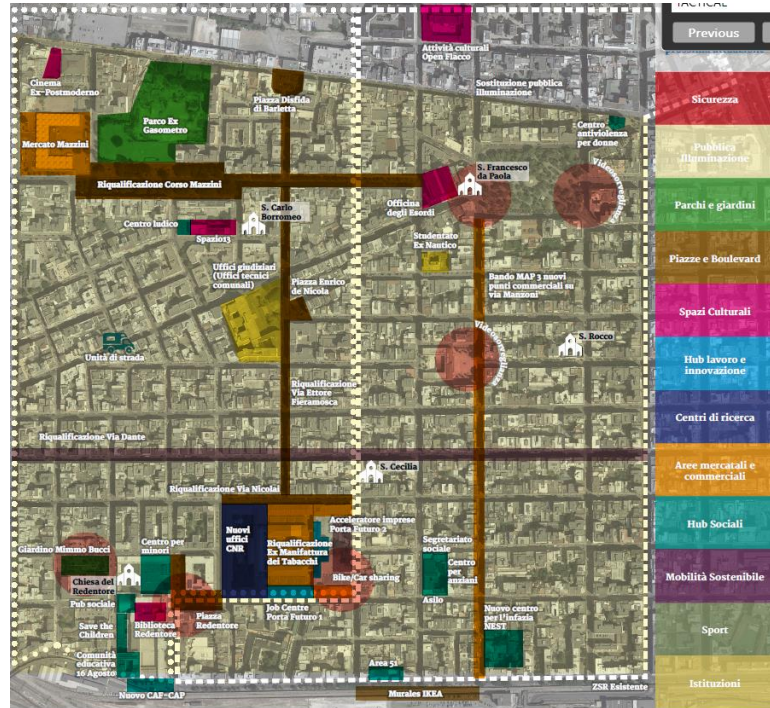 TACTICAL
Previous
Attività culturali
Open Flacco
Cinema
Ex-Postmoderno
Sostituzione pubblica
illuminazione
Piazza Disfida
di Barletta
Parco Ex
Gasometro
Mercato Mazzini
Centro
antiviolenza
per donne
Videosorveglianza
S. Francesco
da Paola
Riqualificazione Corso Mazzini
Officina
degli Esordi
S. Carlo
Borromeo
Centro ludico
Spazio13
Studentato
Ex Nautico
Uffici giudiziari
(Uffici tecnici
comunali)
Piazza Enrico
de Nicola
Bando MAP 3 nuovi
punti commerciali su
via Manzoni
Videosorveglianza
S. Rocco
Unità di strada
Riqualificazione
Via Ettore
Fieramosca
Riqualificazione Via Dante
S. Cecilia
Riqualificazione Via Nicolai
Nuovi
uffici
CNR
Riqualificazione
Ex Manifattura
dei Tabacchi
Acceleratore imprese
Porta Futuro 2
Segretariato
sociale
Centro
per
anziani
Asilo
Giardino Mimmo Bucci
Centro per
minori
Bike/Car sharing
Chiesa del
Redentore
Pub sociale
Save the
Children
Biblioteca
Redentore
Piazza
Redentore
Job Centre
Porta Futuro 1
Nuovo centro
per l'infazia
NEST
Comunità
educativa
16 Agosto
Area 51
Nuovo CAF-CAP
Murales IKEA
ZSR Esistente
Sicurezza
Pubblica
Illuminazione
Parchi e giardini
Piazze e Boulevard
Spazi Culturali
Hub lavoro e
innovazione
Centri di ricerca
Aree mercatali e
commerciali
Hub Sociali
Mobilità Sostenibile
Sport
Istituzioni